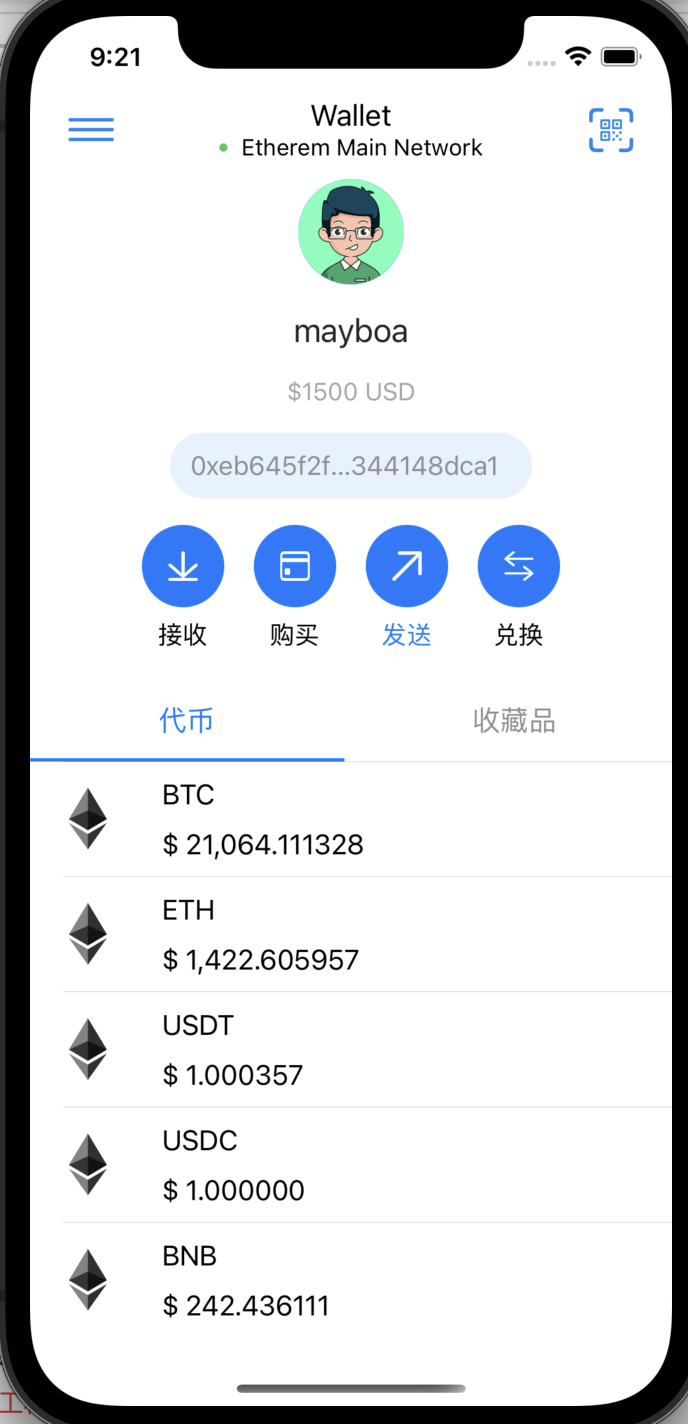 9:21
Wallet
Etherem Main Network
mayboa
$1500 USD
0xeb645f2f...344148dca1
接收 购买 发送 兑换
代币 收藏品
BTC
$ 21,064.111328
ETH
$ 1,422.605957
USDT
$ 1.000357
USDC
$ 1.000000
BNB
$ 242.436111
工